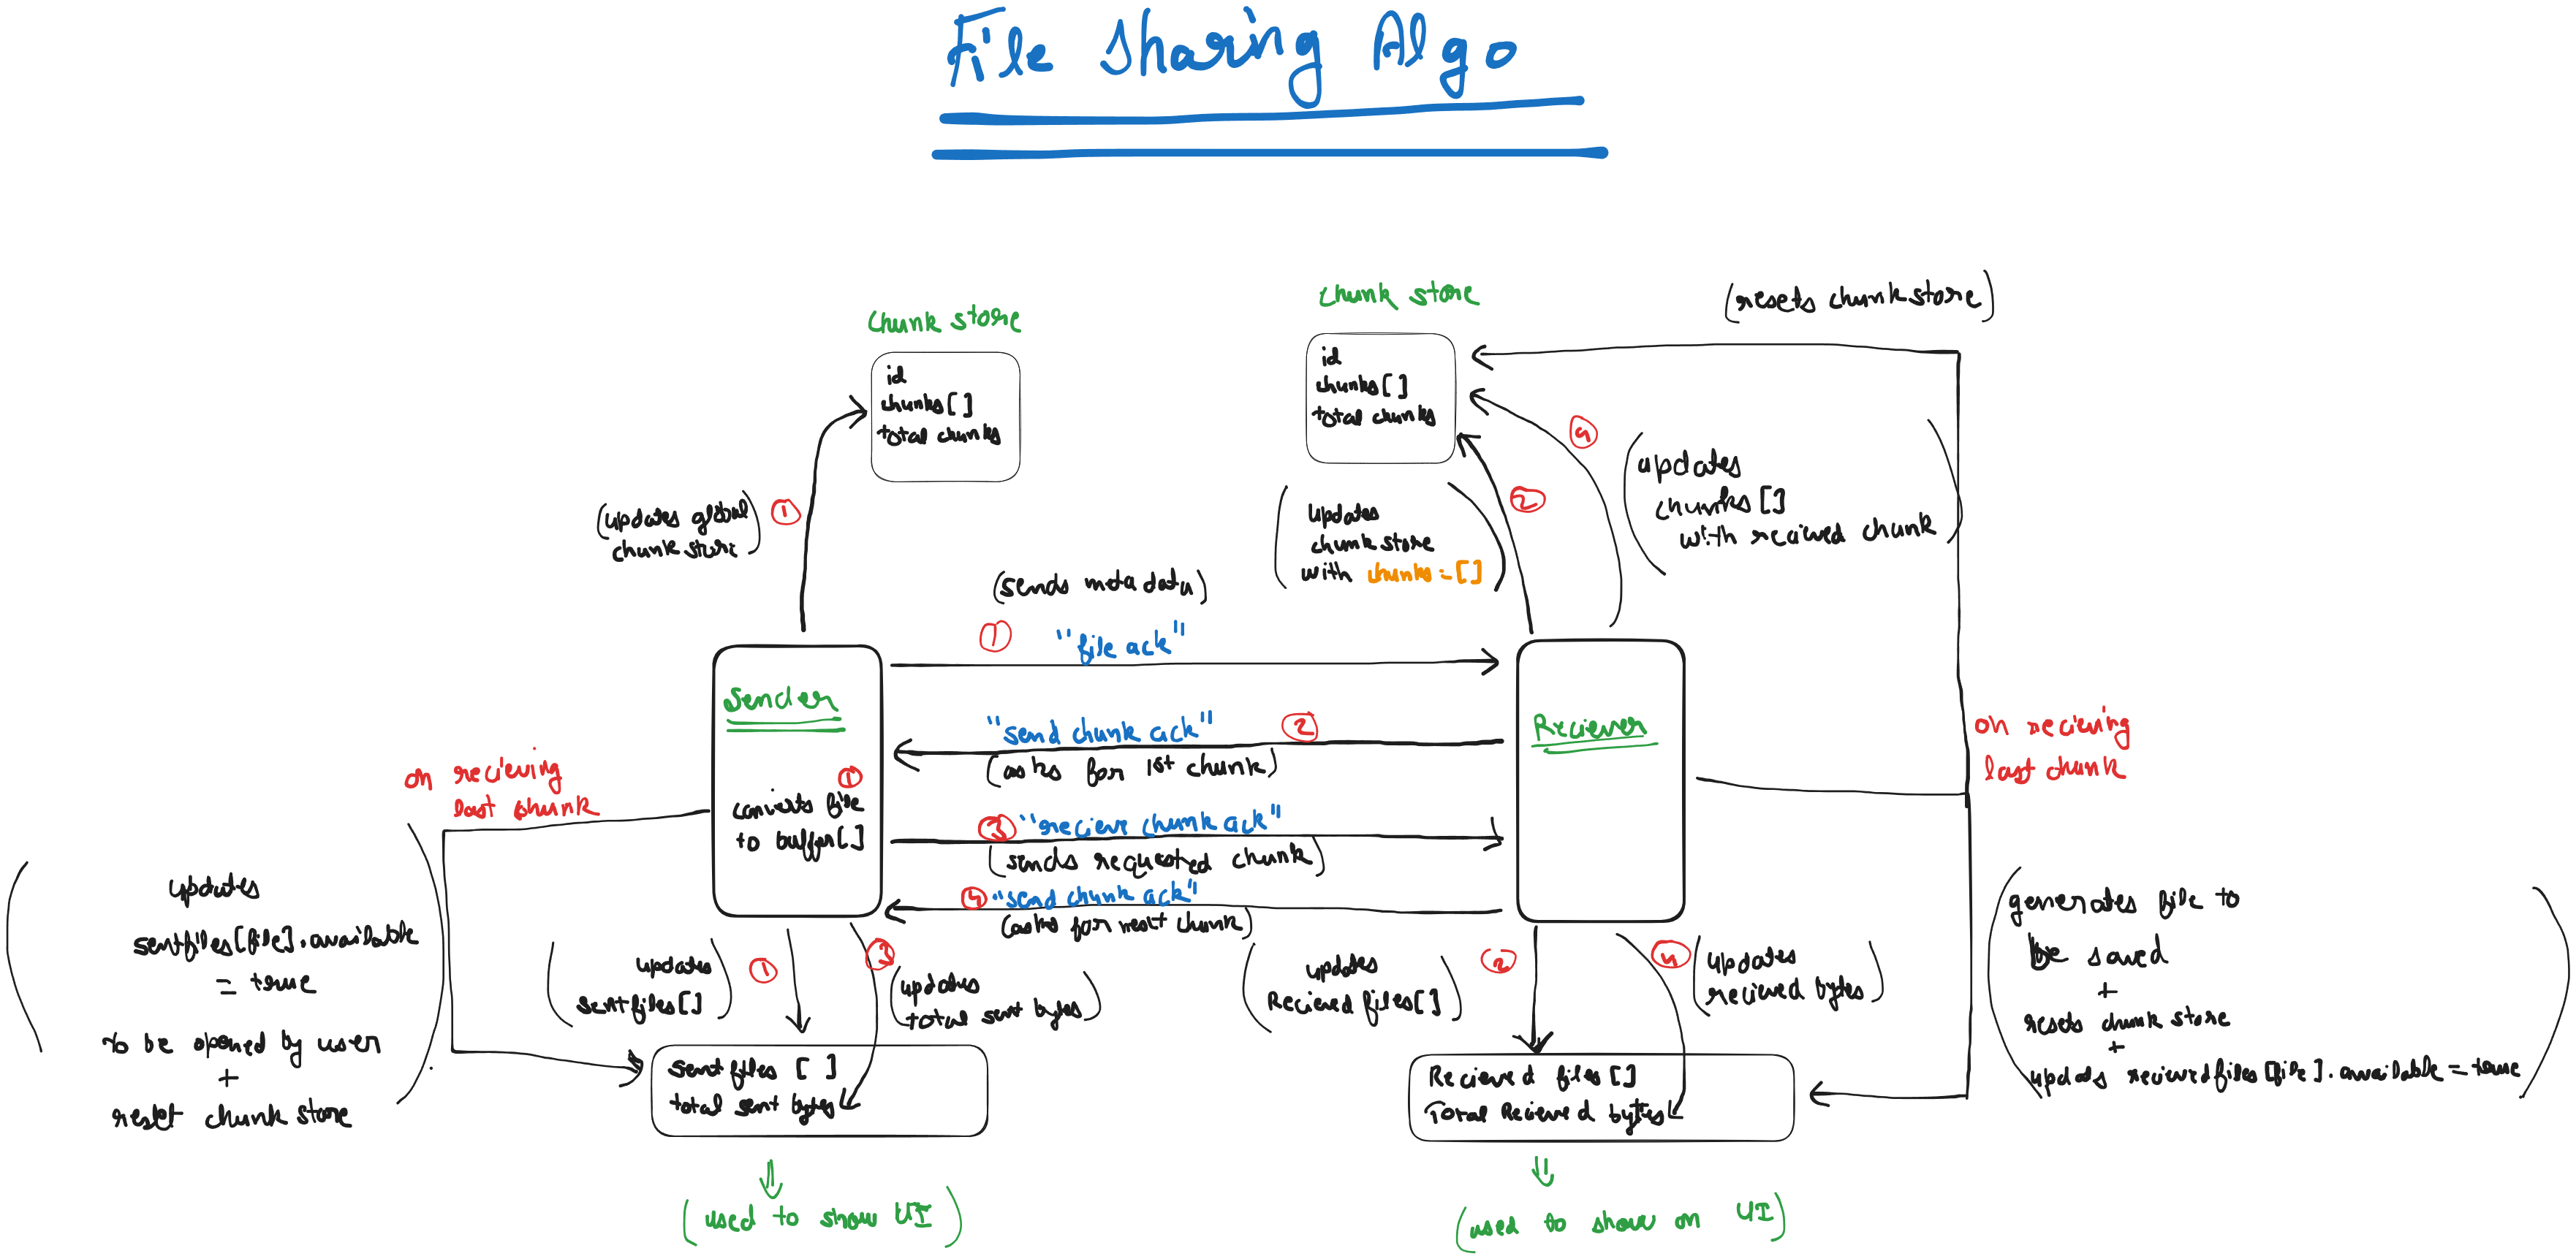 File Sharing Algo
chunk store
id
chunks[]
total chunks
(updates global
chunk store)
①
chunk store
id
chunks[]
total chunks
(resets chunkstore)
4
(updates
chunks []
with recieved chunk)
②
(updates
chunk store
with chunks = [])
(sends meta data)
① "file ack"
"send chunk ack" ②
(asks for 1st chunk)
③ "recieve chunk ack"
(sends requested chunk)
④ "send chunk ack"
(asks for next chunk)
Sender
①
converts file
to buffer[]
Reciever
on recieving
last chunk
(updates
sentfiles[file].available
= true
to be opened by user
+
reset chunk store)
(updates
sentfiles[])
①
③
(updates
total sent bytes)
Sent files [ ]
total sent bytes
(used to show UI)
(updates
Recieved files[])
②
4
(updates
recieved bytes)
Recieved files[]
Total Recieved bytes
(used to show on UI)
on recieving
last chunk
(generates file to
be saved
+
resets chunk store
+
updates recievedfiles[file].available = true)